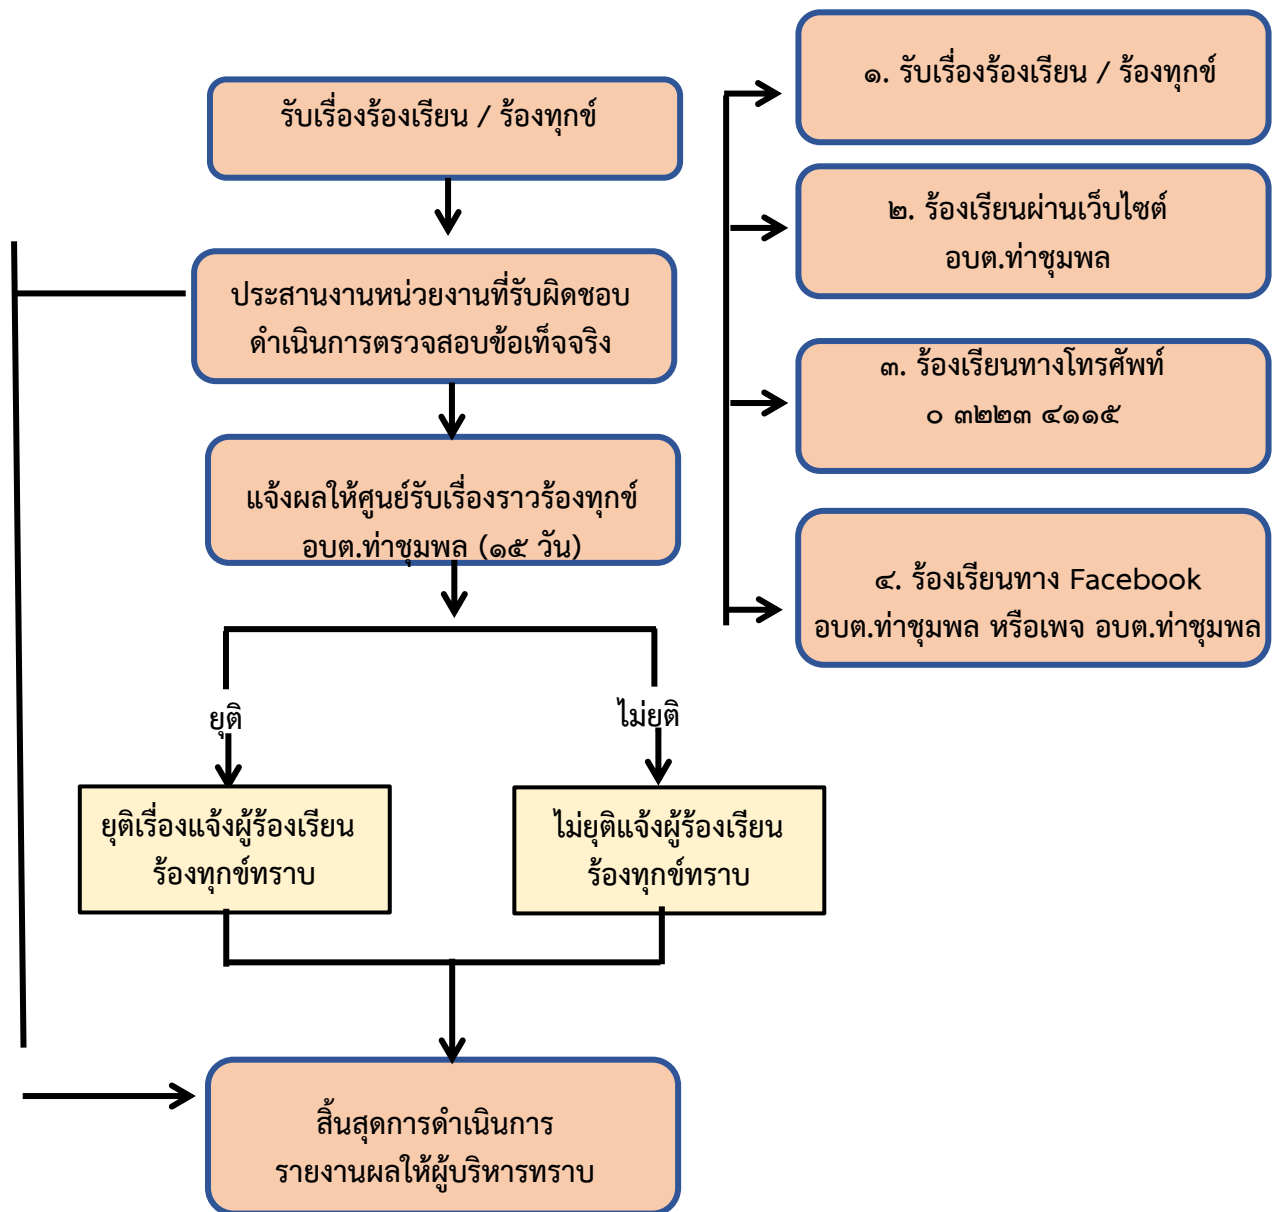 รับเรื่องร้องเรียน / ร้องทุกข์
ประสานงานหน่วยงานที่รับผิดชอบ
ดำเนินการตรวจสอบข้อเท็จจริง
แจ้งผลให้ศูนย์รับเรื่องราวร้องทุกข์
อบต.ท่าชุมพล (๑๕ วัน)
ยุติ
ไม่ยุติ
ยุติเรื่องแจ้งผู้ร้องเรียน
ร้องทุกข์ทราบ
ไม่ยุติแจ้งผู้ร้องเรียน
ร้องทุกข์ทราบ
สิ้นสุดการดำเนินการ
รายงานผลให้ผู้บริหารทราบ
๑. รับเรื่องร้องเรียน / ร้องทุกข์
๒. ร้องเรียนผ่านเว็บไซต์
อบต.ท่าชุมพล
๓. ร้องเรียนทางโทรศัพท์
๐ ๓๒๒๓ ๔๑๑๕
๔. ร้องเรียนทาง Facebook
อบต.ท่าชุมพล หรือเพจ อบต.ท่าชุมพล